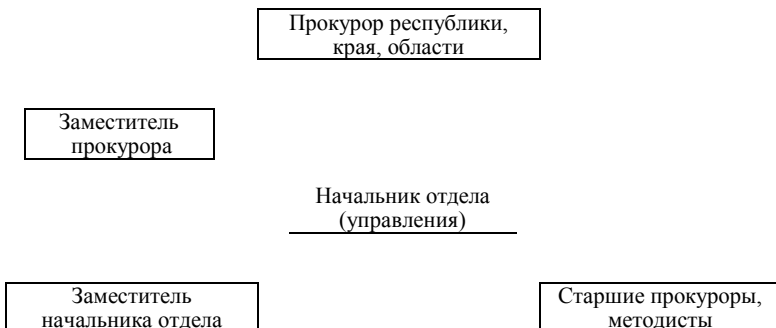 Прокурор республики,
края, области
Заместитель
прокурора
Начальник отдела
(управления)
Заместитель
начальника отдела
Старшие прокуроры,
методисты